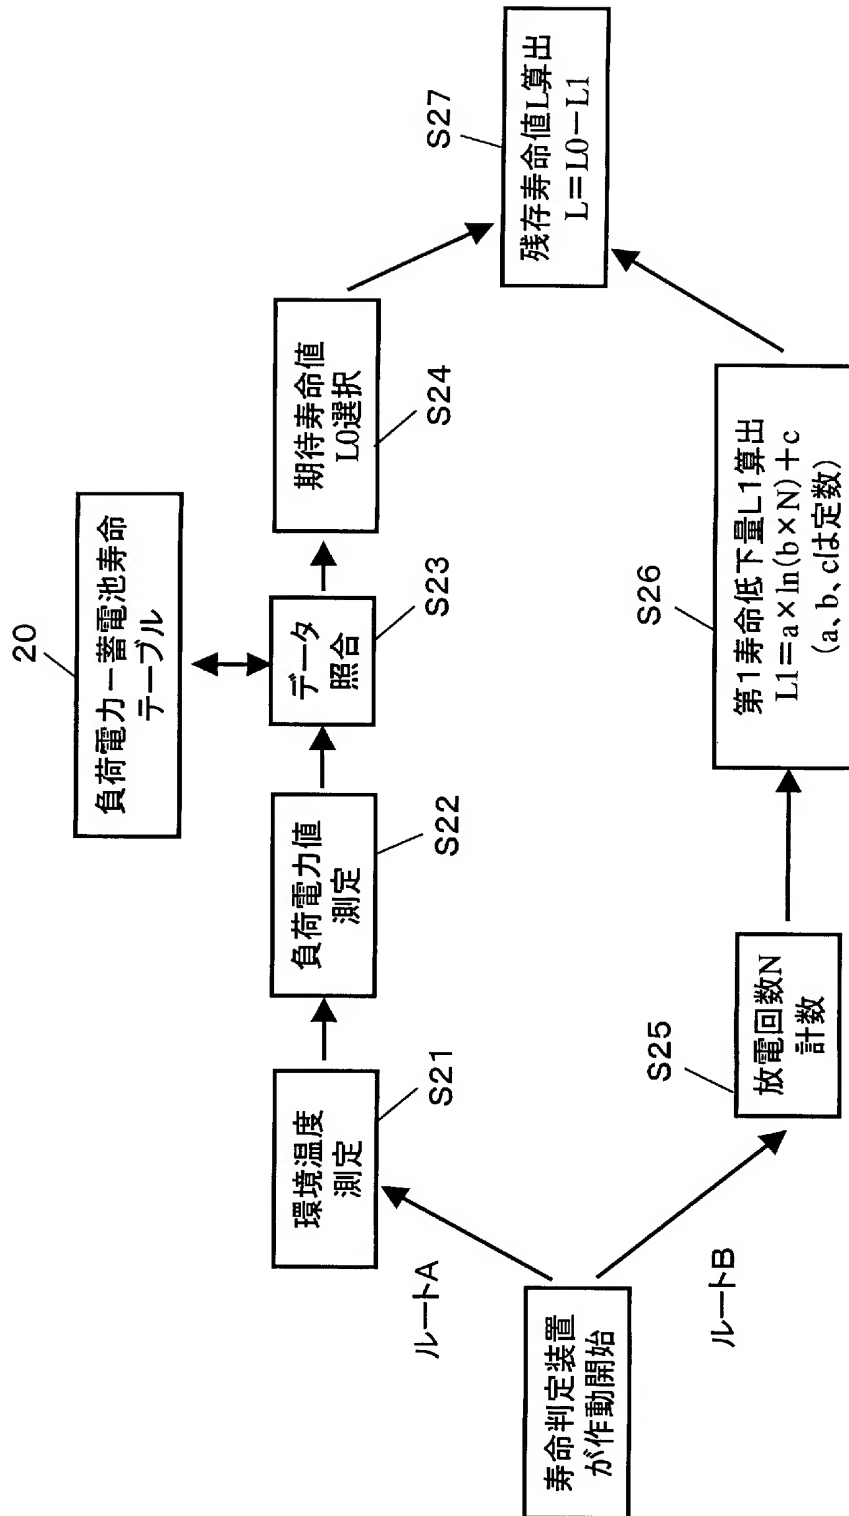 寿命判定装置
が作動開始
ルートA
ルートB
環境温度
測定
S21
負荷電力値
測定
S22
データ
照合
S23
20
負荷電力ー蓄電池寿命
テーブル
期待寿命値
L0選択
S24
放電回数N
計数
S25
第1寿命低下量L1算出
L1=a×ln(b×N)+c
(a、b、cは定数)
S26
残存寿命値L算出
L=L0−L1
S27